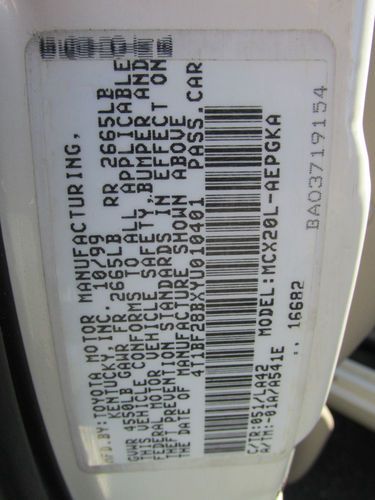 MFD.BY:TOYOTA MOTOR MANUFACTURING,
KENTUCKY, INC. 10/99
GVWR 4550LB GAWR FR 2665LB RR 2665LB
THIS VEHICLE CONFORMS TO ALL APPLICABLE
FEDERAL MOTOR VEHICLE SAFETY,BUMPER AND
THEFT PREVENTION STANDARDS IN EFFECT ON
THE DATE OF MANUFACTURE SHOWN ABOVE
4T1BF28BXYU010401 PASS.CAR
C/TR:051/LA42 MODEL:MCX20L-AEPGKA
A/TM:-01A/A541E
16682
BA03719154